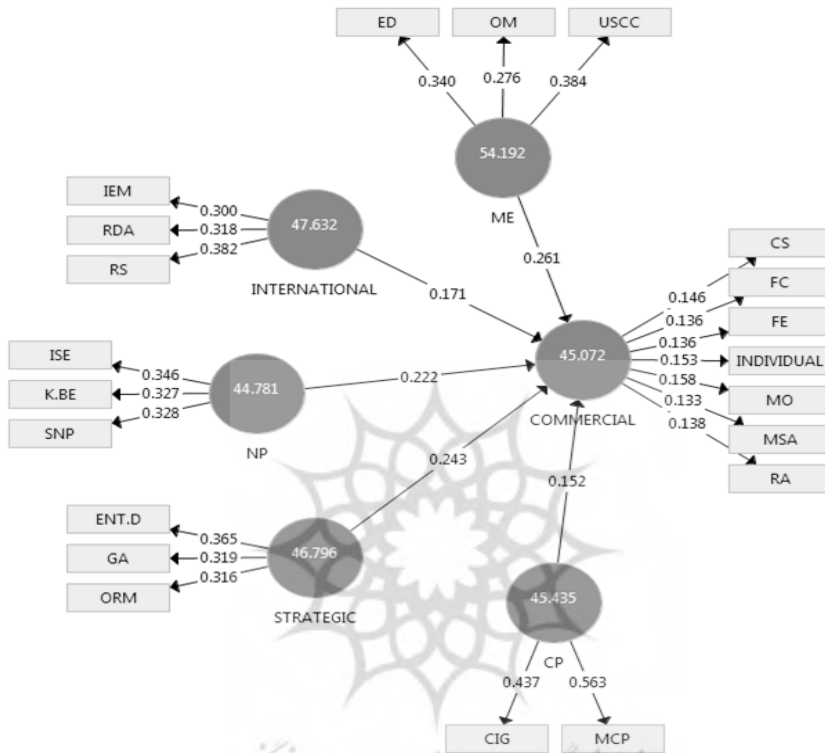 ED
OM
USCC
0.340
0.276
0.384
54.192
ME
IEM
RDA
RS
0.300
0.318
0.382
47.632
INTERNATIONAL
0.261
0.171
CS
FC
FE
INDIVIDUAL
MO
MSA
RA
0.146
0.136
0.136
0.153
0.158
0.133
0.138
45.072
COMMERCIAL
ISE
K.BE
SNP
0.346
0.327
0.328
44.781
NP
0.222
0.243
0.152
ENT.D
GA
ORM
0.365
0.319
0.316
46.796
STRATEGIC
45.435
CP
0.437
0.563
CIG
MCP